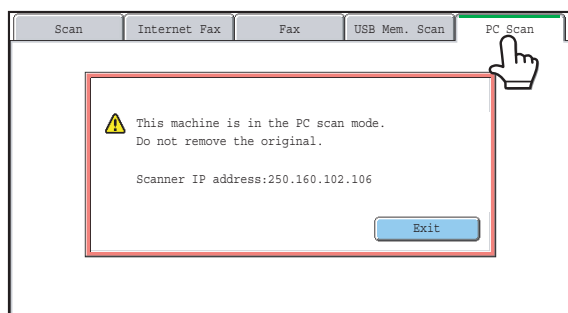 Scan
Internet Fax
Fax
USB Mem. Scan
PC Scan
This machine is in the PC scan mode.
Do not remove the original.
Scanner IP address:250.160.102.106
Exit